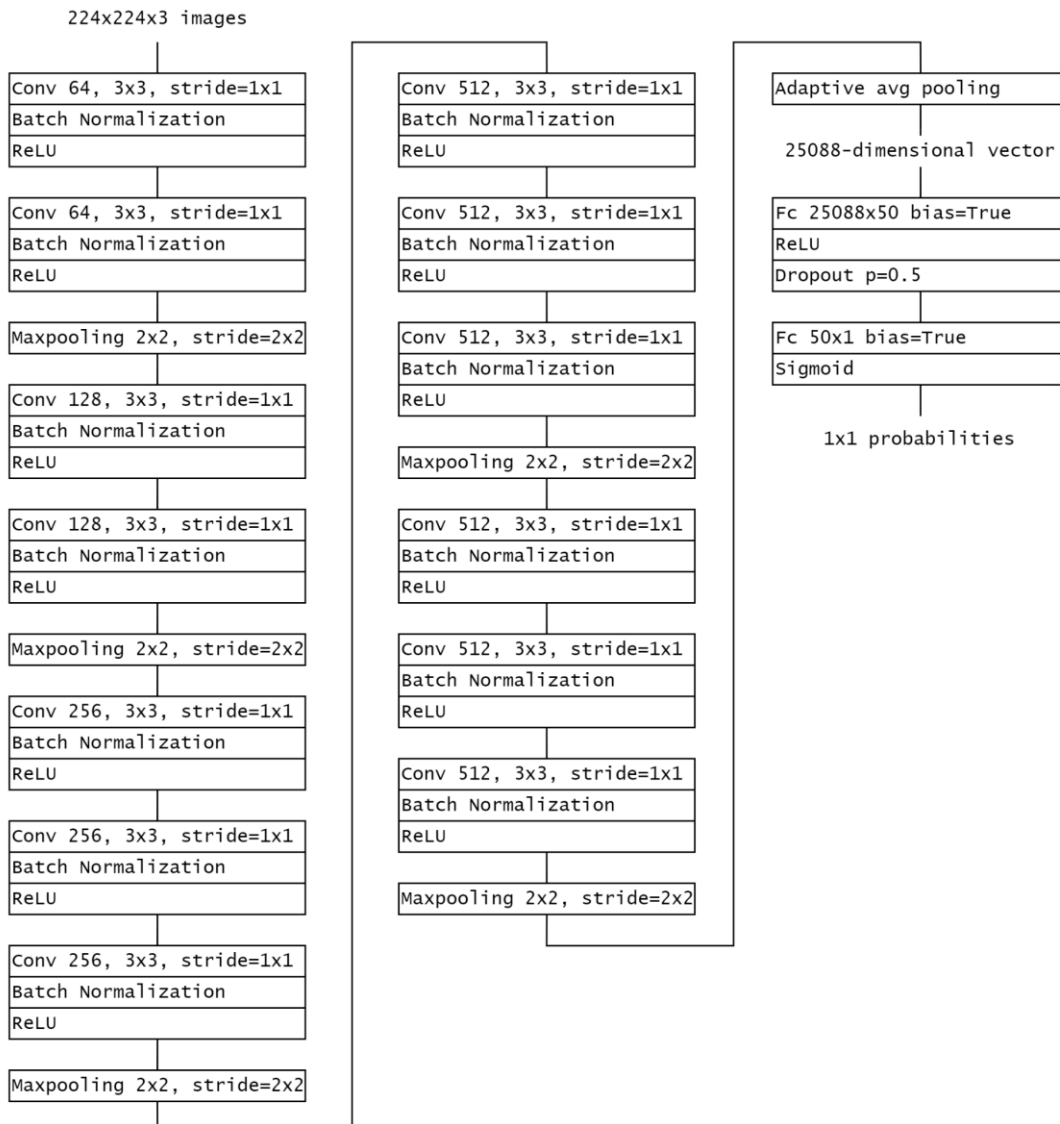 224x224x3 images
Conv 64, 3x3, stride=1x1
Batch Normalization
ReLU
Conv 64, 3x3, stride=1x1
Batch Normalization
ReLU
Maxpooling 2x2, stride=2x2
Conv 128, 3x3, stride=1x1
Batch Normalization
ReLU
Conv 128, 3x3, stride=1x1
Batch Normalization
ReLU
Maxpooling 2x2, stride=2x2
Conv 256, 3x3, stride=1x1
Batch Normalization
ReLU
Conv 256, 3x3, stride=1x1
Batch Normalization
ReLU
Conv 256, 3x3, stride=1x1
Batch Normalization
ReLU
Maxpooling 2x2, stride=2x2
Conv 512, 3x3, stride=1x1
Batch Normalization
ReLU
Conv 512, 3x3, stride=1x1
Batch Normalization
ReLU
Conv 512, 3x3, stride=1x1
Batch Normalization
ReLU
Maxpooling 2x2, stride=2x2
Conv 512, 3x3, stride=1x1
Batch Normalization
ReLU
Conv 512, 3x3, stride=1x1
Batch Normalization
ReLU
Conv 512, 3x3, stride=1x1
Batch Normalization
ReLU
Maxpooling 2x2, stride=2x2
Adaptive avg pooling
25088-dimensional vector
Fc 25088x50 bias=True
ReLU
Dropout p=0.5
Fc 50x1 bias=True
Sigmoid
1x1 probabilities